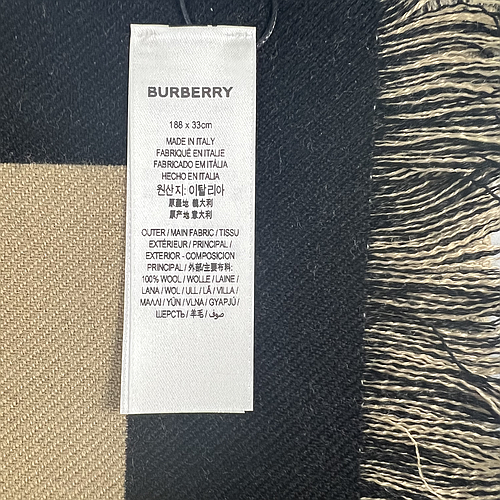 BURBERRY
188 x 33cm
MADE IN ITALY
FABRIQUÉ EN ITALIE
FABRICADO EM ITÁLIA
HECHO EN ITALIA
원산지: 이탈리아
原產地 義大利
原产地 意大利
OUTER / MAIN FABRIC / TISSU
EXTÉRIEUR / PRINCIPAL /
EXTERIOR - COMPOSICION
PRINCIPAL / 外部/主要布料:
100% WOOL / WOLLE / LAINE /
LANA / WOL / ULL / LÃ / VILLA /
ΜΑΛΛΙ / YÜN / VLNA / GYAPJÚ /
ШЕРСТЬ / 羊毛 / صوف /